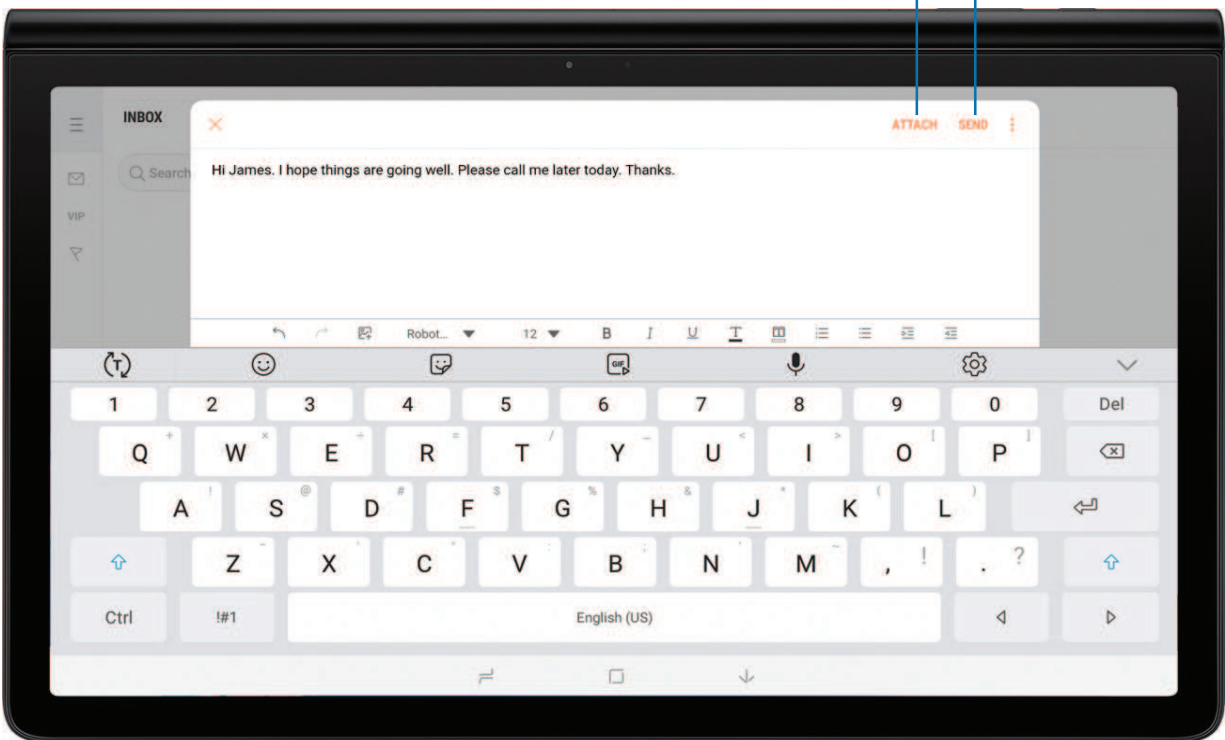 INBOX
ATTACH SEND
Search
Hi James. I hope things are going well. Please call me later today. Thanks.
VIP
Robot... 12 B I U T
T GIF
1 2 3 4 5 6 7 8 9 0 Del
Q + W × E ÷ R = T / Y _ U < I > O [ P ]
A ! S @ D # F $ G % H & J * K ( L )
Z - X ' C " V : B ; N ' M ~ , ! . ?
Ctrl !#1 English (US)